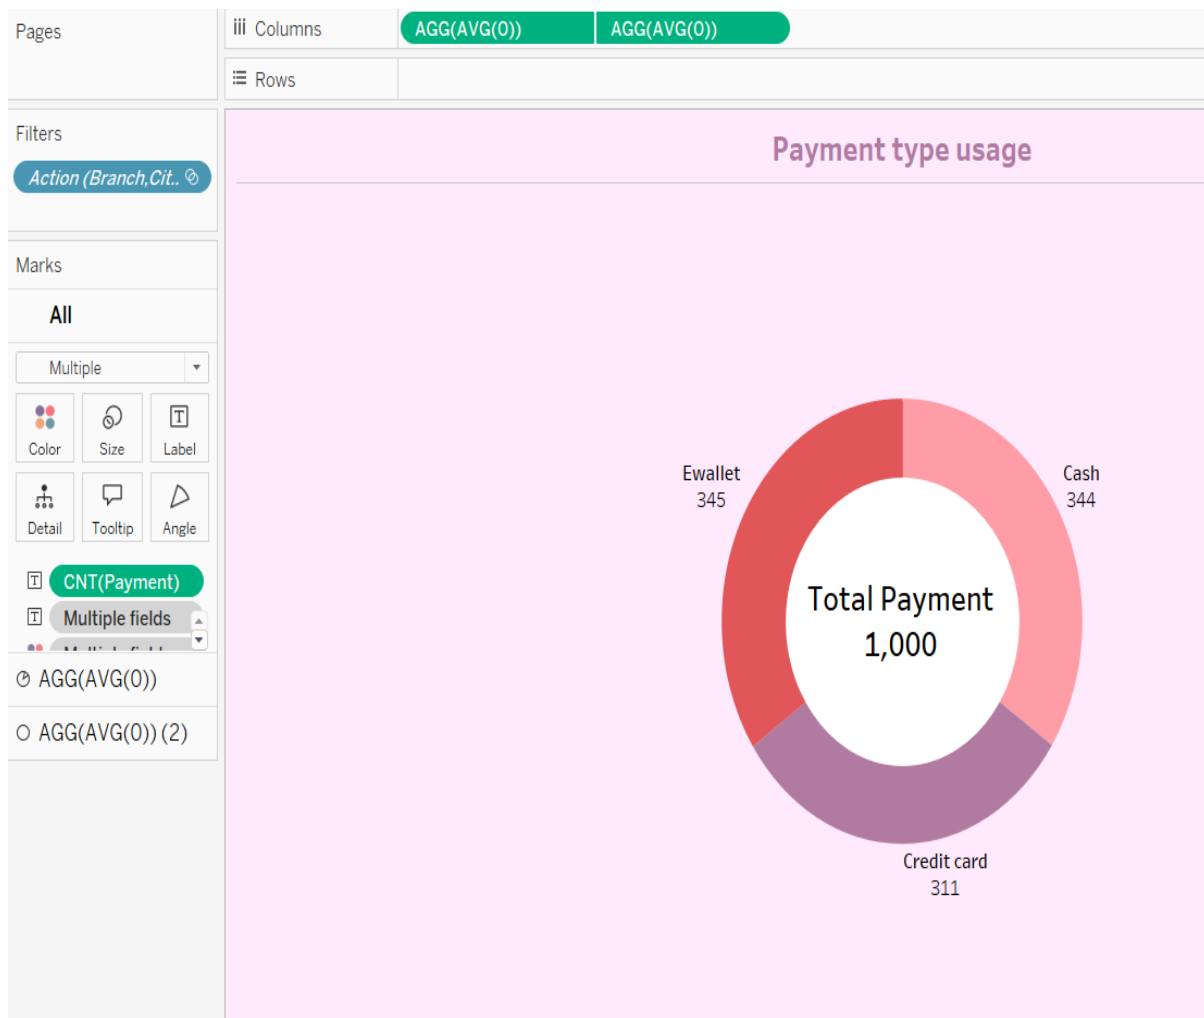 Pages
Columns
AGG(AVG(0))
AGG(AVG(0))
Rows
Filters
Action (Branch,Cit..
Payment type usage
Marks
All
Multiple
Color
Size
Label
Detail
Tooltip
Angle
CNT(Payment)
Multiple fields
AGG(AVG(0))
AGG(AVG(0)) (2)
Ewallet
345
Cash
344
Total Payment
1,000
Credit card
311